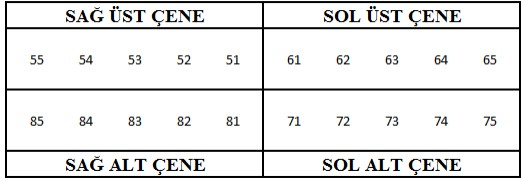 SAĞ ÜST ÇENE SOL ÜST ÇENE
55 54 53 52 51 61 62 63 64 65
85 84 83 82 81 71 72 73 74 75
SAĞ ALT ÇENE SOL ALT ÇENE